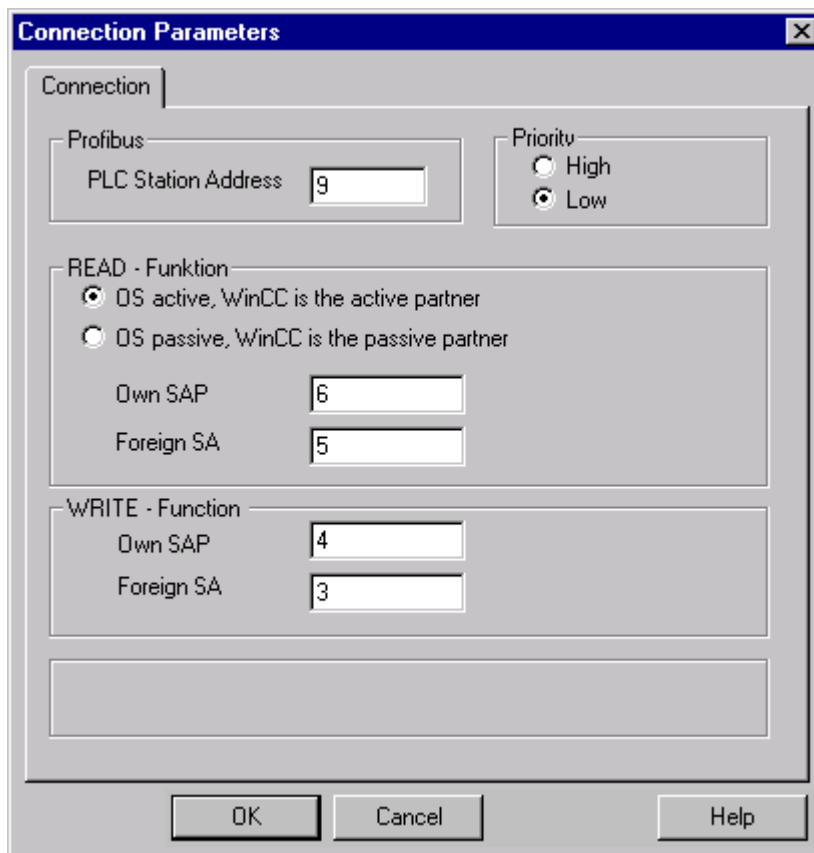 Connection Parameters
Connection
Profibus
PLC Station Address 9
Priority
High
Low
READ - Funktion
OS active, WinCC is the active partner
OS passive, WinCC is the passive partner
Own SAP 6
Foreign SA 5
WRITE - Function
Own SAP 4
Foreign SA 3
OK Cancel Help